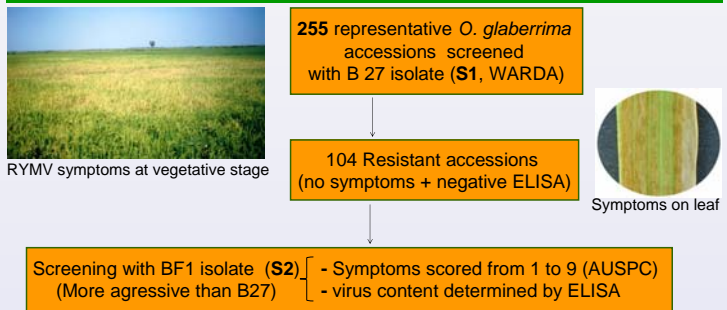 255 representative O. glaberrima
accessions screened
with B 27 isolate (S1, WARDA)
RYMV symptoms at vegetative stage
104 Resistant accessions
(no symptoms + negative ELISA)
Symptoms on leaf
Screening with BF1 isolate (S2)
(More agressive than B27)
- Symptoms scored from 1 to 9 (AUSPC)
- virus content determined by ELISA